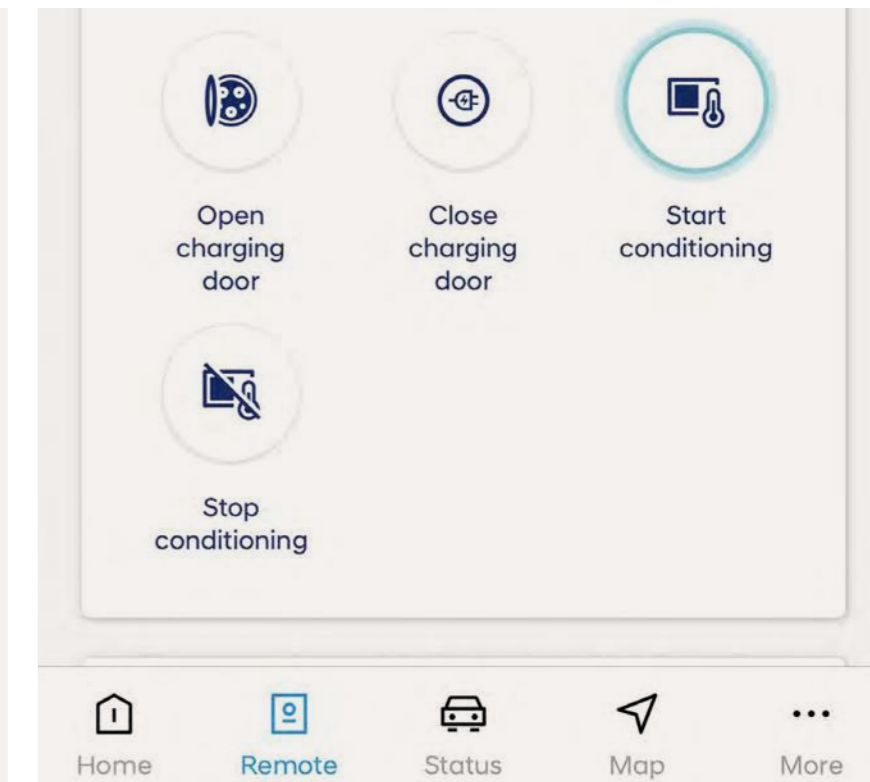 Open
charging
door
Close
charging
door
Start
conditioning
Stop
conditioning
Home
Remote
Status
Map
More